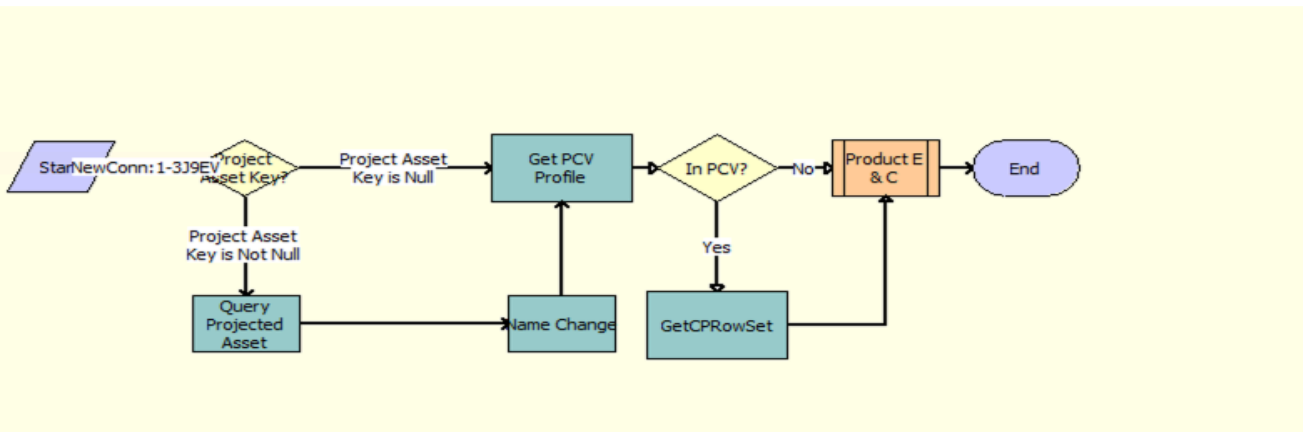 StarNewConn: 1-3J9EV
Project
Asset Key?
Project Asset
Key is Null
Get PCV
Profile
In PCV?
No
Product E
& C
End
Project Asset
Key is Not Null
Yes
Query
Projected
Asset
Name Change
GetCPRowSet